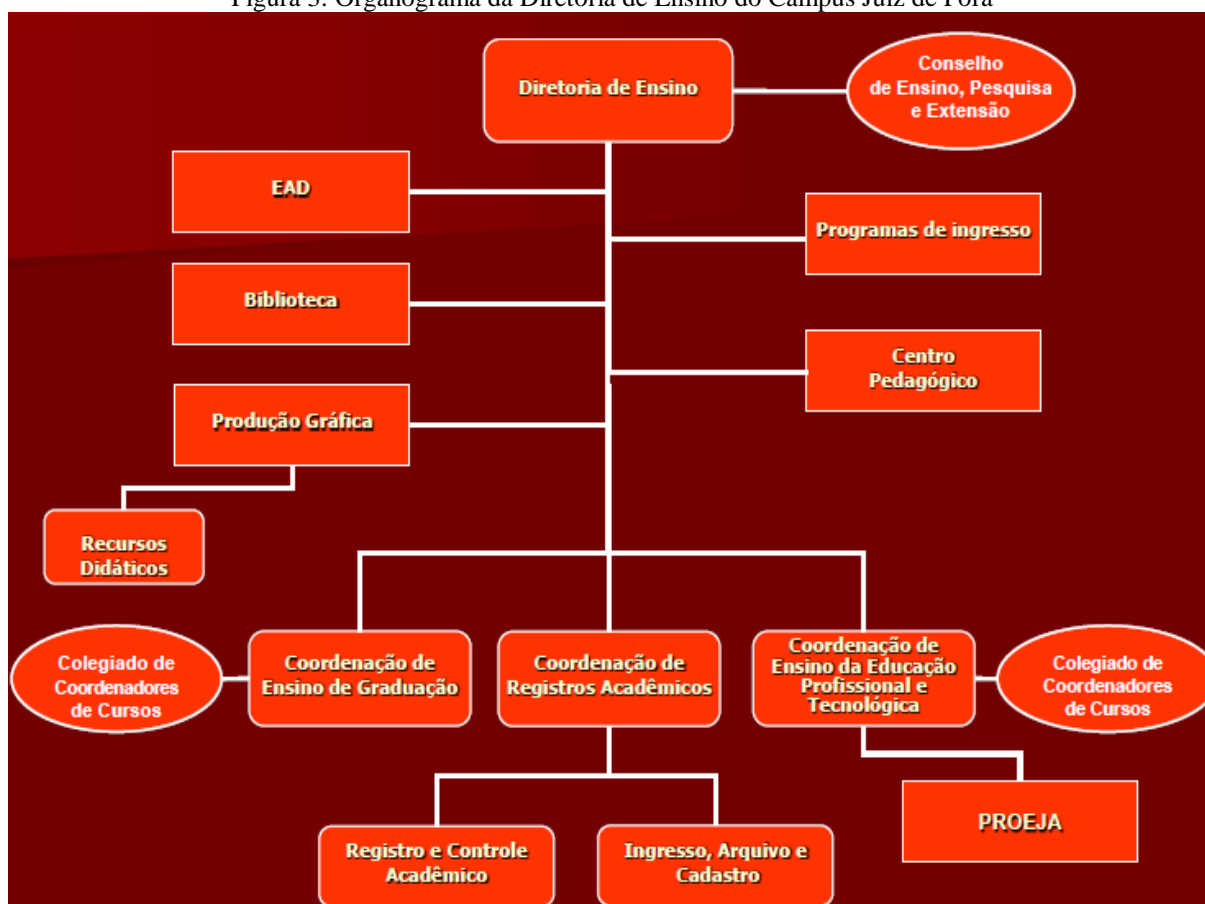 Figura 3: Organograma da Diretoria de Ensino do Campus Juiz de Fora
Diretoria de Ensino
Conselho
de Ensino, Pesquisa
e Extensão
EAD
Programas de ingresso
Biblioteca
Centro
Pedagógico
Produção Gráfica
Recursos
Didáticos
Colegiado de
Coordenadores
de Cursos
Coordenação de
Ensino de Graduação
Coordenação de
Registros Acadêmicos
Coordenação de
Ensino da Educação
Profissional e
Tecnológica
Colegiado de
Coordenadores
de Cursos
Registro e Controle
Acadêmico
Ingresso, Arquivo e
Cadastro
PROEJA